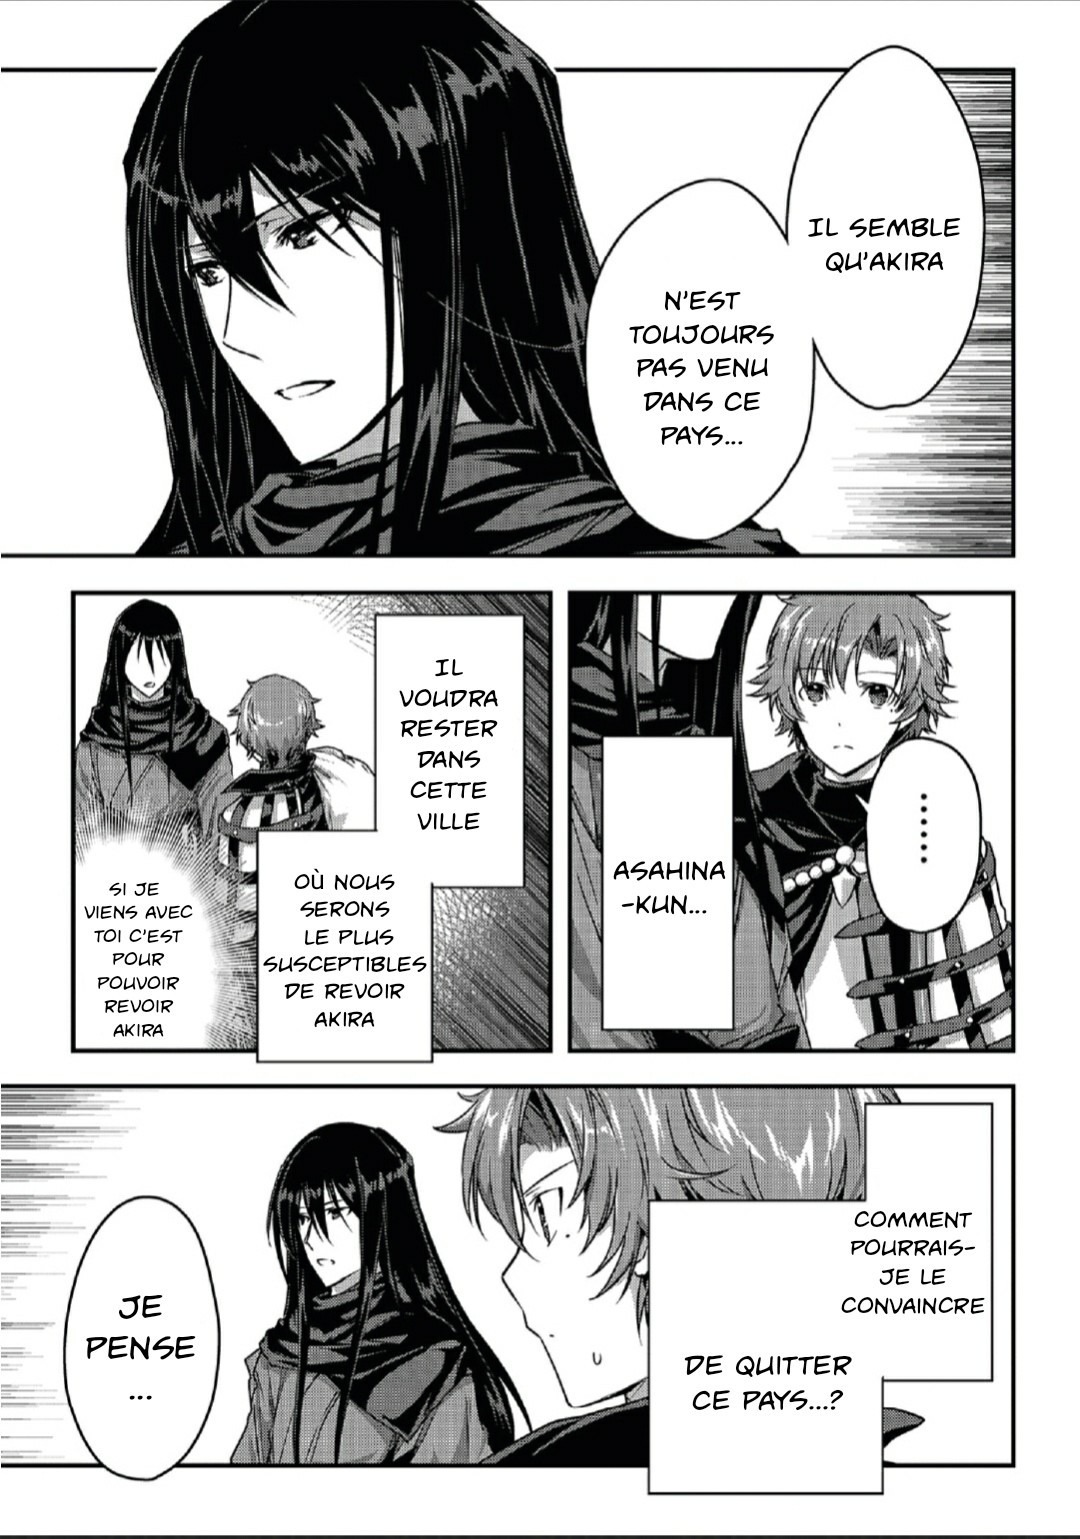 IL SEMBLE
QU'AKIRA
N'EST
TOUJOURS
PAS VENU
DANS CE
PAYS...
......
ASAHINA
-KUN...
IL
VOUDRA
RESTER
DANS
CETTE
VILLE
OÙ NOUS
SERONS
LE PLUS
SUSCEPTIBLES
DE REVOIR
AKIRA
SI JE
VIENS AVEC
TOI C'EST
POUR
POUVOIR
REVOIR
AKIRA
COMMENT
POURRAIS-
JE LE
CONVAINCRE
DE QUITTER
CE PAYS...?
JE
PENSE
...